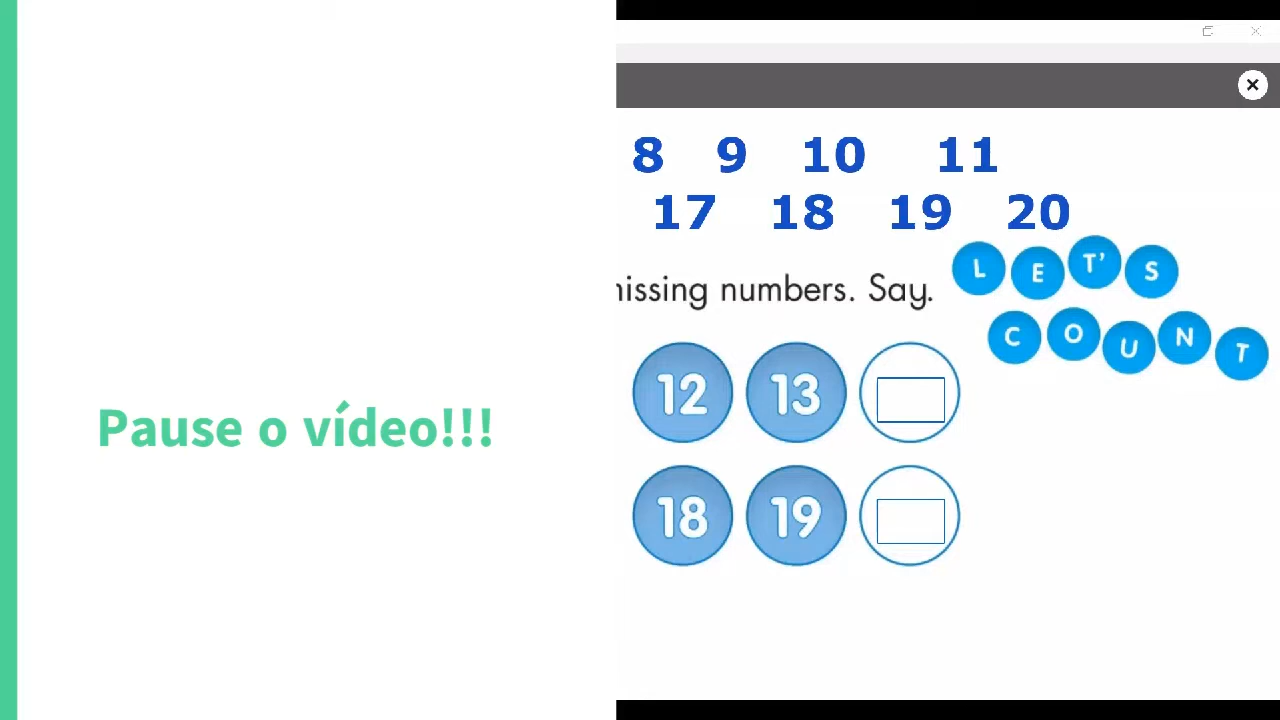 Pause o vídeo!!!
8 9 10 11
17 18 19 20
issing numbers. Say.
LET'S
COUNT
12 13
18 19